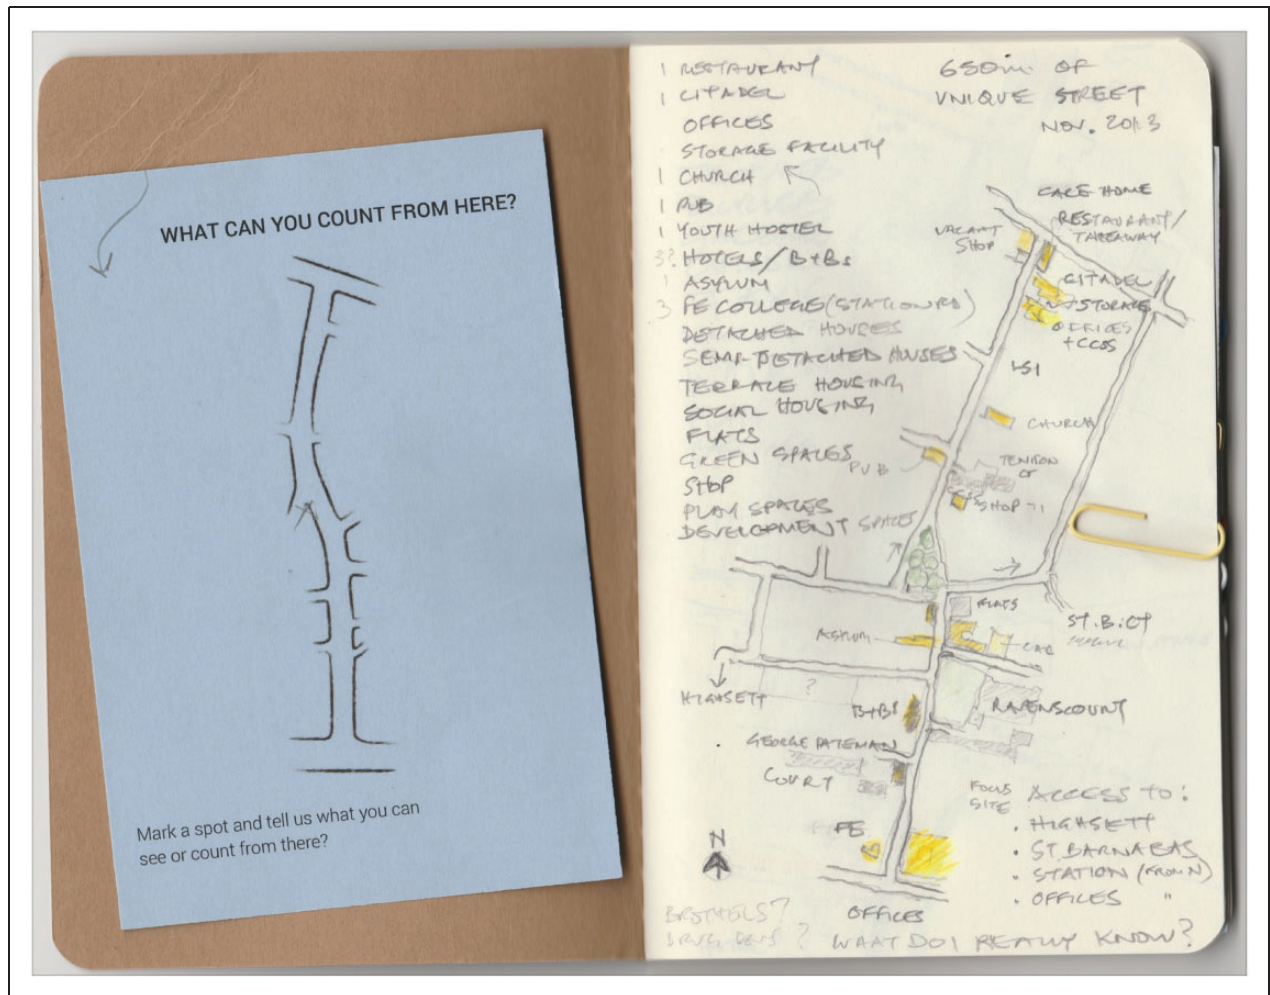 WHAT CAN YOU COUNT FROM HERE?
Mark a spot and tell us what you can
see or count from there?
1 RESTAURANT
1 CITADEL
OFFICES
STORAGE FACILITY
1 CHURCH
1 PUB
1 YOUTH HOSTEL
3? HOTELS/B+Bs
1 ASYLUM
3 FE COLLEGE (STATION RD)
DETACHED HOUSES
SEMI-DETACHED HOUSES
TERRACE HOUSING
SOCIAL HOUSING
FLATS
GREEN SPACES
SHOP
PLAY SPACES
DEVELOPMENT SPACES
650m OF
UNIQUE STREET
NOV. 2013
CARE HOME
RESTAURANT/
TAKEAWAY
VACANT
SHOP
CITADEL
STORAGE
OFFICES
CHURCH
PUB
TENISON
CT
SHOP
FLATS
ST.B.CT
ASYLUM
HIGHSETT
?
B+Bs
RAVENSCOUNT
GEORGE PATEMAN
COURT
FOCUS
SITE
ACCESS TO:
. HIGHSETT
. ST BARNABAS
. STATION (FROM N)
. OFFICES "
FE
N
OFFICES
BROTHELS?
DRUG DENS?
WHAT DO I REALLY KNOW?